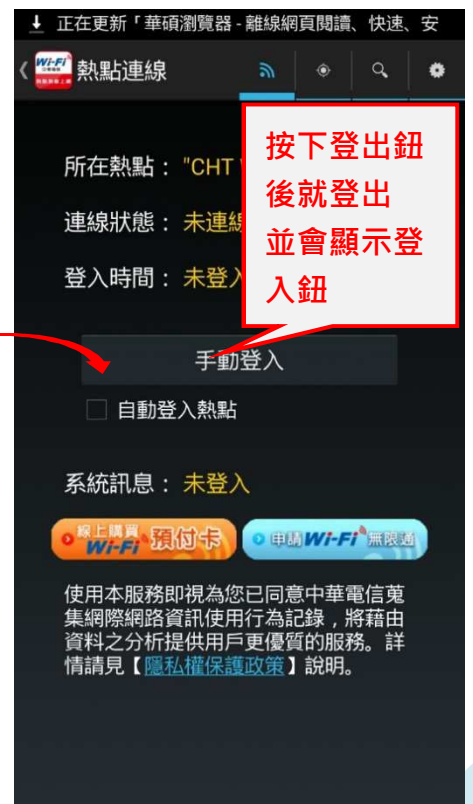 正在更新「華碩瀏覽器 - 離線網頁閱讀、快速、安
Wi-Fi
熱點連線
所在熱點： "CHT
連線狀態： 未連線
登入時間： 未登入
按下登出鈕
後就登出
並會顯示登
入鈕
手動登入
自動登入熱點
系統訊息： 未登入
線上購買
Wi-Fi 預付卡
申請Wi-Fi無限通
使用本服務即視為您已同意中華電信蒐
集網際網路資訊使用行為記錄，將藉由
資料之分析提供用戶更優質的服務。詳
情請見【隱私權保護政策】說明。